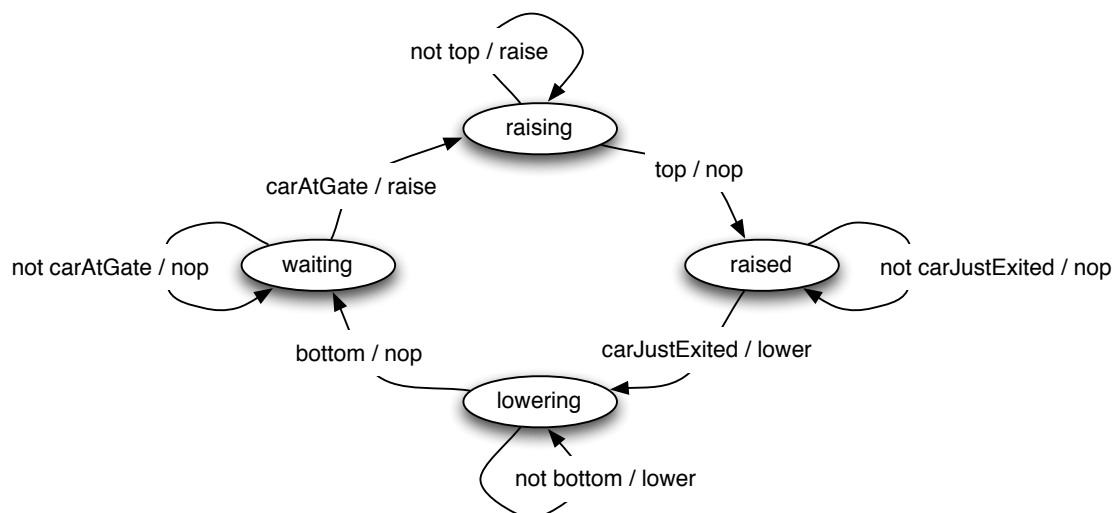 not top / raise
raising
top / nop
carAtGate / raise
not carAtGate / nop
waiting
raised
not carJustExited / nop
bottom / nop
carJustExited / lower
lowering
not bottom / lower